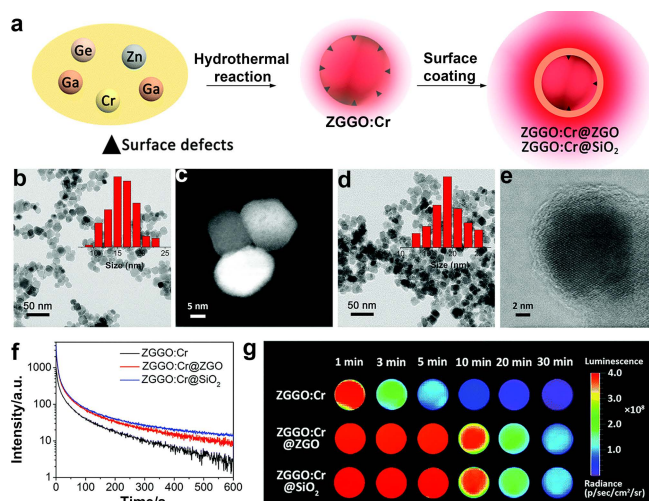 a
Ge
Zn
Ga
Cr
Ga
Hydrothermal
reaction
ZGGO:Cr
Surface
coating
ZGGO:Cr@ZGO
ZGGO:Cr@SiO₂
Surface defects
b
10 15 20 25
Size (nm)
50 nm
c
5 nm
d
Size (nm)
50 nm
e
2 nm
f
ZGGO:Cr
ZGGO:Cr@ZGO
ZGGO:Cr@SiO₂
Intensity/a.u.
1000
100
10
1
0 100 200 300 400 500 600
Time/s
g
1 min 3 min 5 min 10 min 20 min 30 min
ZGGO:Cr
ZGGO:Cr
@ZGO
ZGGO:Cr
@SiO₂
Luminescence
4.0
3.0
2.0
1.0
Radiance
(p/sec/cm²/sr)